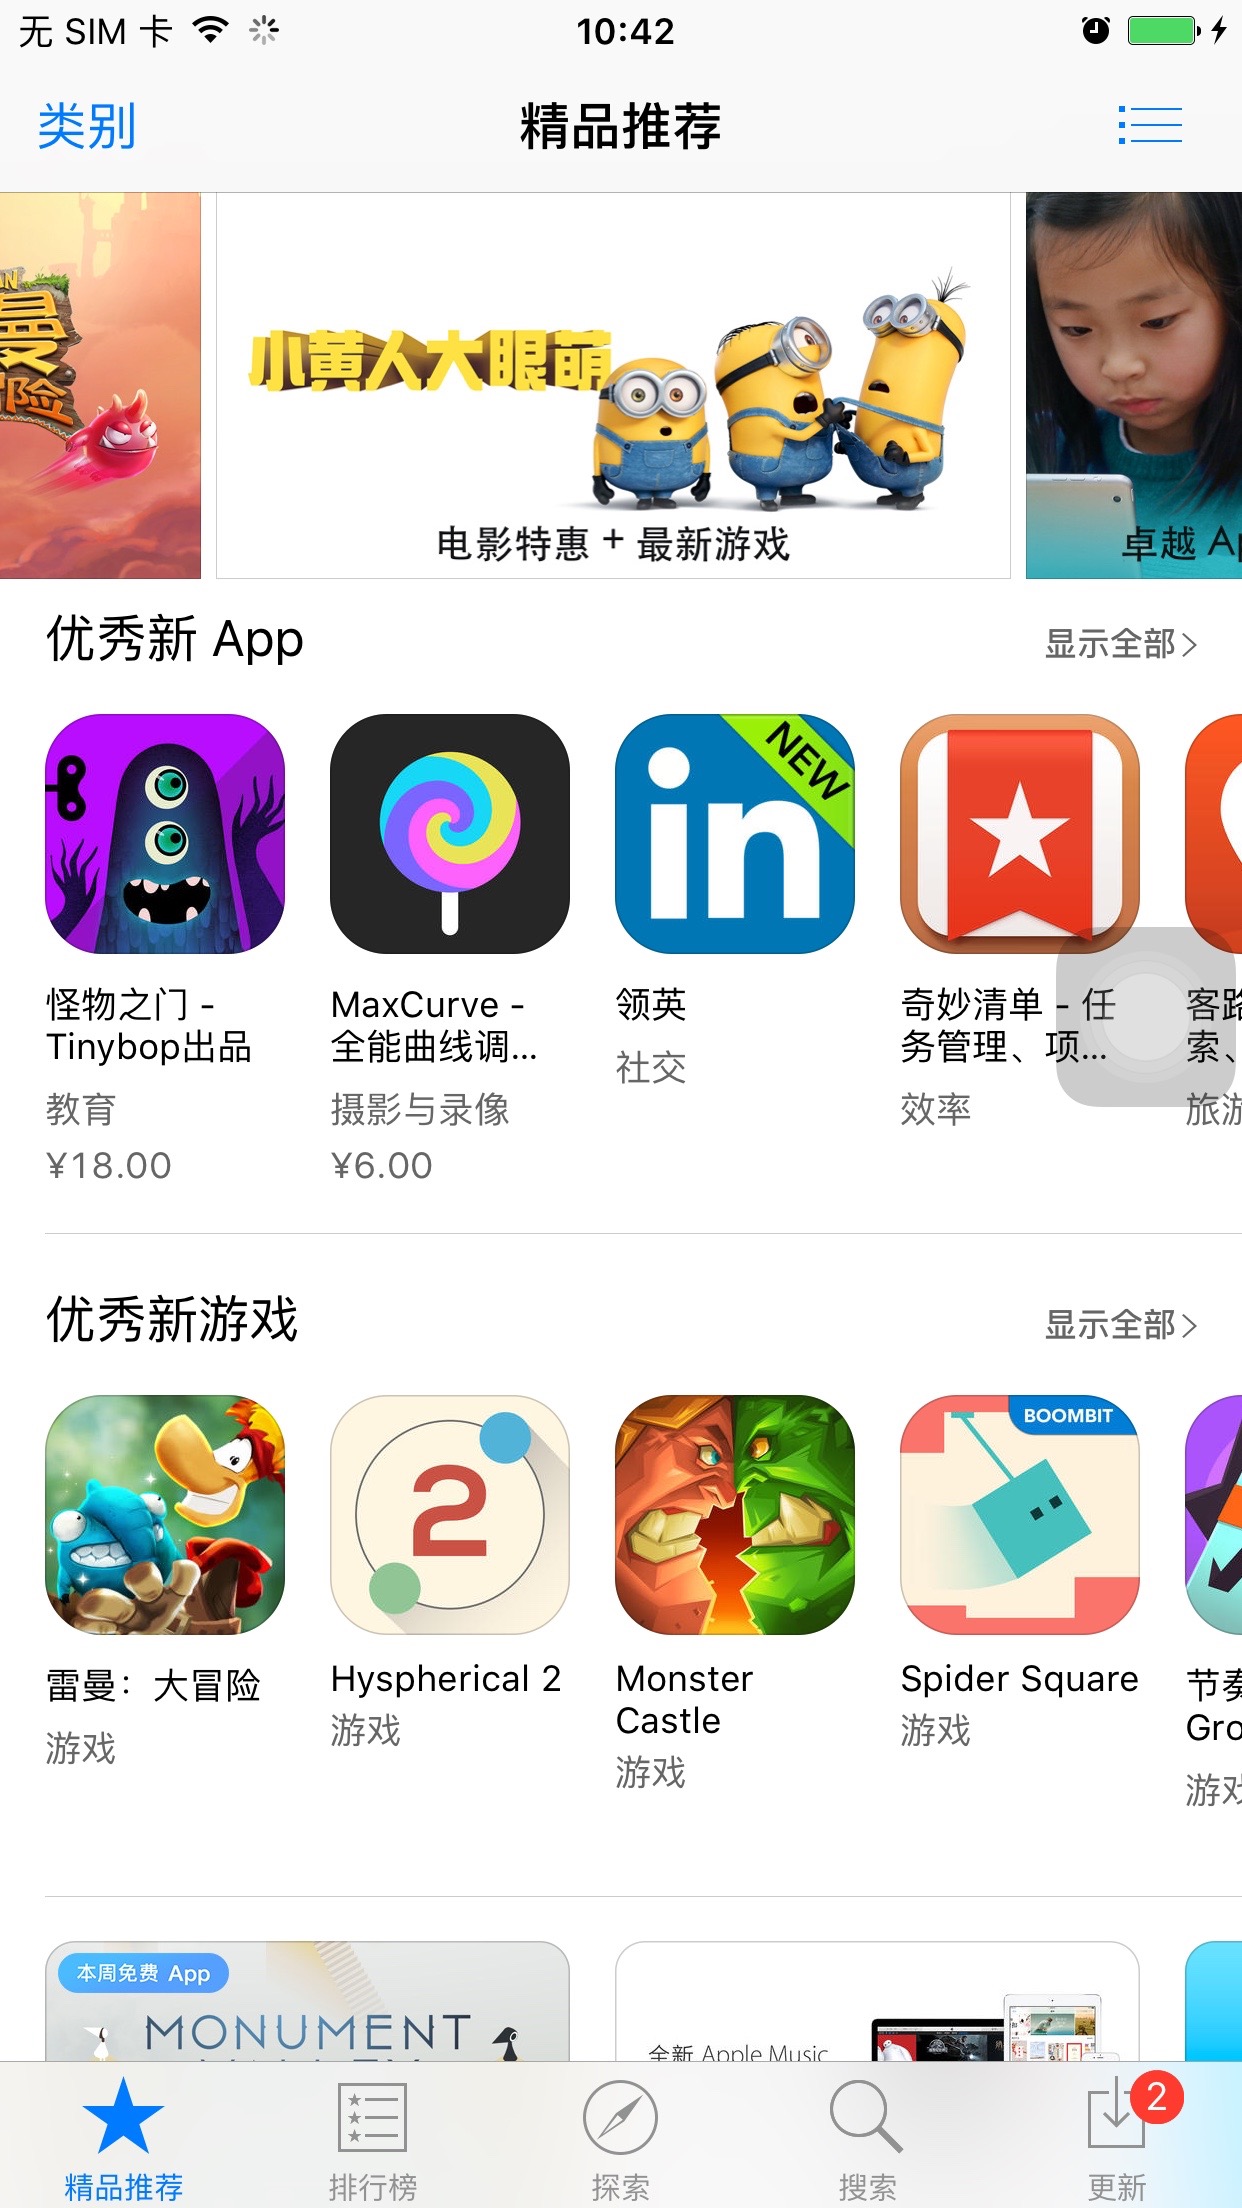 无 SIM 卡
10:42
类别
精品推荐
曼
险
小黄人大眼萌
电影特惠 + 最新游戏
卓越 Ap
优秀新 App
显示全部
in
NEW
怪物之门 -
Tinybop出品
教育
¥18.00
MaxCurve -
全能曲线调...
摄影与录像
¥6.00
领英
社交
奇妙清单 - 任
务管理、项...
效率
客路
索、
旅游
优秀新游戏
显示全部
2
BOOMBIT
雷曼：大冒险
游戏
Hyspherical 2
游戏
Monster
Castle
游戏
Spider Square
游戏
节奏
Gro
游戏
本周免费 App
MONUMENT
全新 Apple Music
精品推荐
排行榜
探索
搜索
2
更新